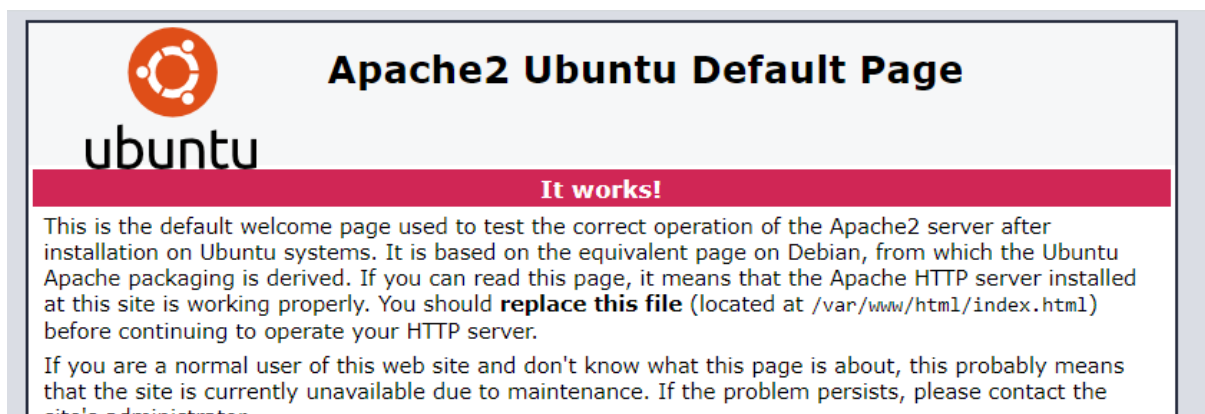 Apache2 Ubuntu Default Page
ubuntu
It works!
This is the default welcome page used to test the correct operation of the Apache2 server after
installation on Ubuntu systems. It is based on the equivalent page on Debian, from which the Ubuntu
Apache packaging is derived. If you can read this page, it means that the Apache HTTP server installed
at this site is working properly. You should replace this file (located at /var/www/html/index.html)
before continuing to operate your HTTP server.
If you are a normal user of this web site and don't know what this page is about, this probably means
that the site is currently unavailable due to maintenance. If the problem persists, please contact the
site's administrator.